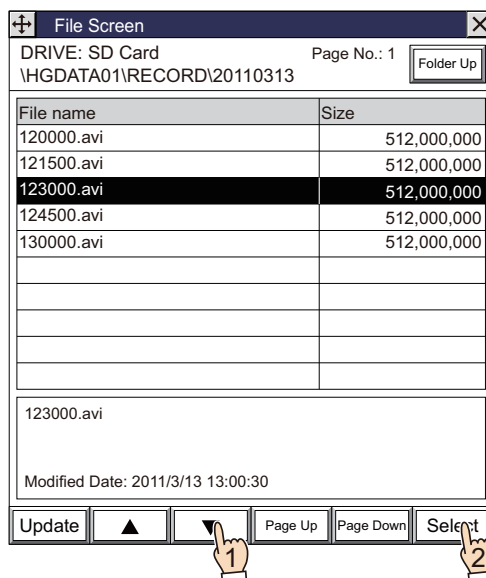 File Screen
DRIVE: SD Card Page No.: 1 Folder Up
\HGDATA01\RECORD\20110313
File name Size
120000.avi 512,000,000
121500.avi 512,000,000
123000.avi 512,000,000
124500.avi 512,000,000
130000.avi 512,000,000
123000.avi
Modified Date: 2011/3/13 13:00:30
Update ▲ ▼ Page Up Page Down Select
1 2